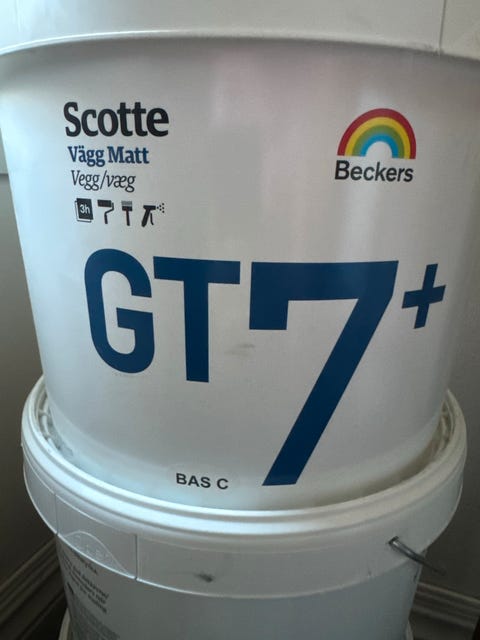 Scotte
Vägg Matt
Vegg/væg
3h
Beckers
GT7+
BAS C